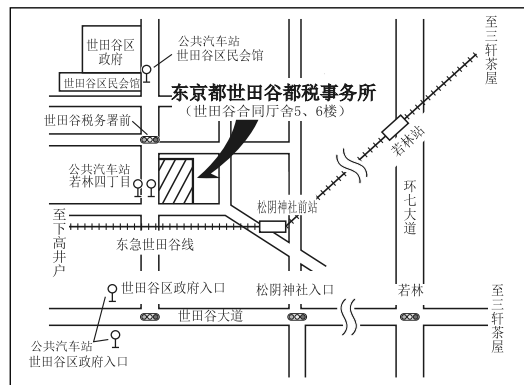 世田谷区
政府
世田谷区民会馆
公共汽车站
世田谷区民会馆
至三轩茶屋
东京都世田谷都税事务所
（世田谷合同厅舍5、6楼）
世田谷税务署前
若林站
公共汽车站
若林四丁目
松阴神社前站
环七大道
至下高井户
东急世田谷线
世田谷区政府入口
松阴神社入口
若林
至三轩茶屋
世田谷大道
公共汽车站
世田谷区政府入口